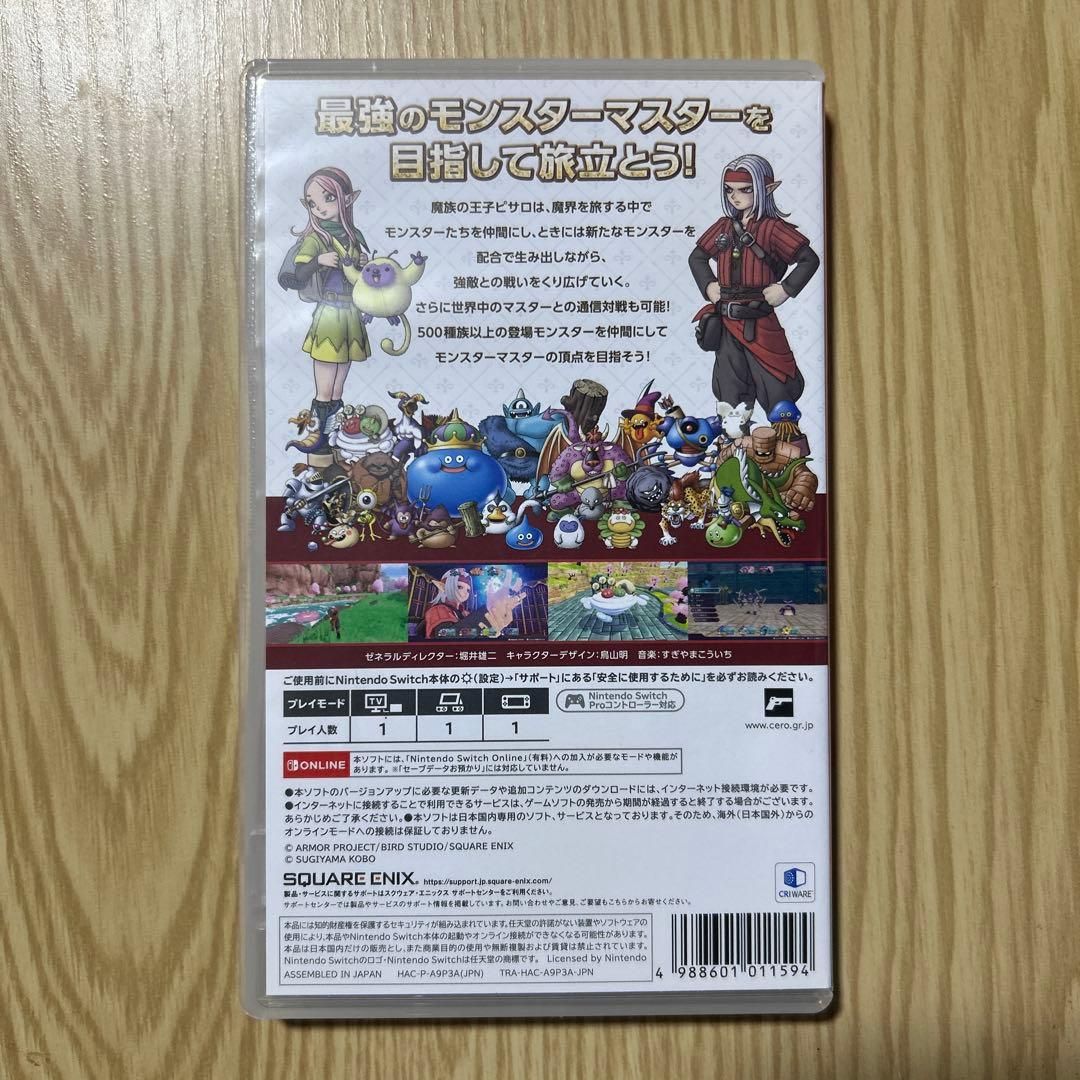 最強のモンスターマスターを
目指して旅立とう!
魔族の王子ピサロは、魔界を旅する中で
モンスターたちを仲間にし、ときには新たなモンスターを
配合で生み出しながら、
強敵との戦いをくり広げていく。
さらに世界中のマスターとの通信対戦も可能!
500種族以上の登場モンスターを仲間にして
モンスターマスターの頂点を目指そう!
ゼネラルディレクター:堀井雄二 キャラクターデザイン:鳥山明 音楽:すぎやまこういち
ご使用前にNintendo Switch本体の(設定)→「サポート」にある「安全に使用するために」を必ずお読みください。
プレイモード TV
Nintendo Switch
Proコントローラー対応
プレイ人数 1 1 1
www.cero.gr.jp
ONLINE
本ソフトには、「Nintendo Switch Online」(有料)への加入が必要なモードや機能が
あります。※「セーブデータお預かり」には対応していません。
●本ソフトのバージョンアップに必要な更新データや追加コンテンツのダウンロードには、インターネット接続環境が必要です。
●インターネットに接続することで利用できるサービスは、ゲームソフトの発売から期間が経過すると終了する場合がございます。
あらかじめご了承ください。●本ソフトは日本国内専用のソフト、サービスとなっております。そのため、海外(日本国外)からの
オンラインモードへの接続は保証しておりません。
© ARMOR PROJECT/BIRD STUDIO/SQUARE ENIX
© SUGIYAMA KOBO
SQUARE ENIX. https://support.jp.square-enix.com/
製品・サービスに関するサポートはスクウェア・エニックス サポートセンターをご利用ください。
サポートセンターでは製品やサービスのサポート情報を掲載しています。お問い合わせやご意見、ご要望もこちらからお寄せください。
CRIWARE
本品には知的財産権を保護するセキュリティが組み込まれています。任天堂の許諾がない装置やソフトウェアの
使用により、本品やNintendo Switch本体の起動やオンライン接続ができなくなる可能性があります。
本品は日本国内だけの販売とし、また商業目的の使用や無断複製および賃貸は禁止されています。
Nintendo Switchのロゴ・Nintendo Switchは任天堂の商標です。 Licensed by Nintendo
ASSEMBLED IN JAPAN HAC-P-A9P3A(JPN) TRA-HAC-A9P3A-JPN
4 988601 011594